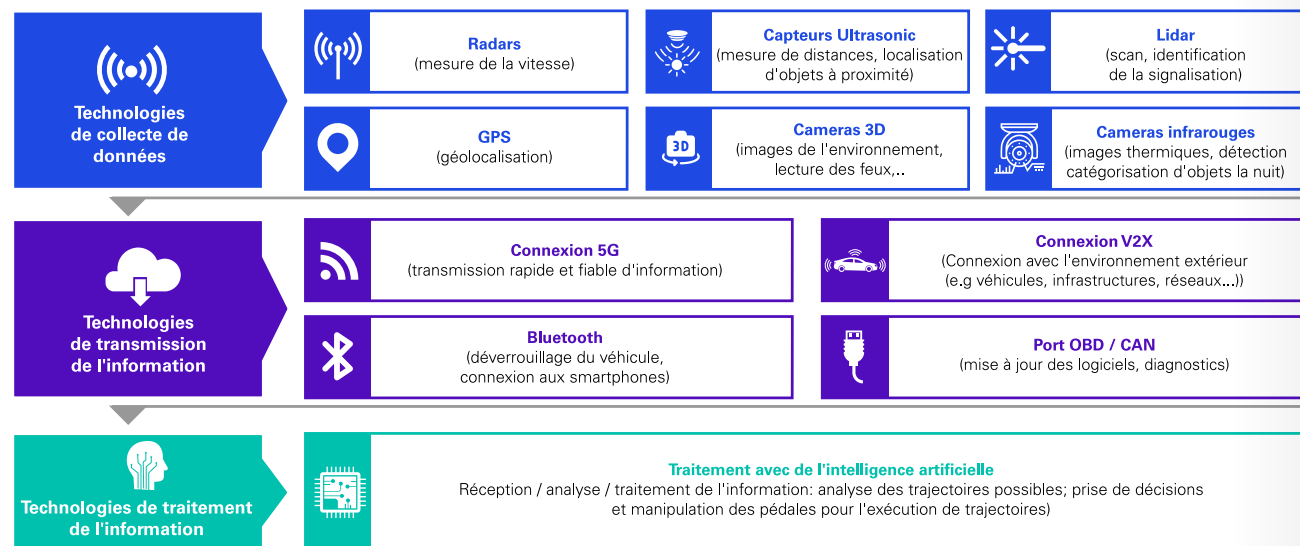 Technologies
de collecte de
données
Radars
(mesure de la vitesse)
Capteurs Ultrasonic
(mesure de distances, localisation
d'objets à proximité)
Lidar
(scan, identification
de la signalisation)
GPS
(géolocalisation)
3D
Cameras 3D
(images de l'environnement,
lecture des feux,..
Cameras infrarouges
(images thermiques, détection
catégorisation d'objets la nuit)
Technologies
de transmission
de l'information
Connexion 5G
(transmission rapide et fiable d'information)
Connexion V2X
(Connexion avec l'environnement extérieur
(e.g véhicules, infrastructures, réseaux...))
Bluetooth
(déverrouillage du véhicule,
connexion aux smartphones)
Port OBD / CAN
(mise à jour des logiciels, diagnostics)
Technologies de traitement
de l'information
Traitement avec de l'intelligence artificielle
Réception / analyse / traitement de l'information: analyse des trajectoires possibles; prise de décisions
et manipulation des pédales pour l'exécution de trajectoires)